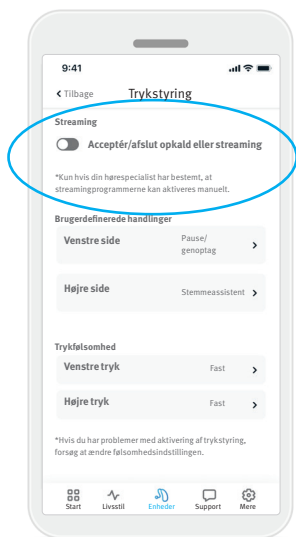 9:41
Tilbage
Trykstyring
Streaming
Acceptér/afslut opkald eller streaming
*Kun hvis din hørespecialist har bestemt, at
streamingprogrammerne kan aktiveres manuelt.
Brugerdefinerede handlinger
Venstre side
Pause/
genoptag
Højre side
Stemmeassistent
Trykfølsomhed
Venstre tryk
Fast
Højre tryk
Fast
*Hvis du har problemer med aktivering af trykstyring,
forsøg at ændre følsomhedsindstillingen.
Start Livsstil Enheder Support Mere